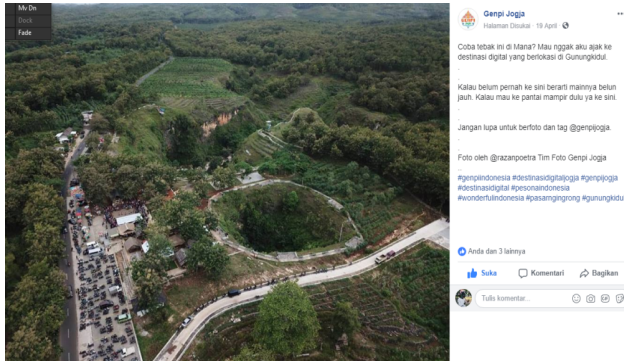 Mv Dn
Dock
Fade
Genpi Jogja
Halaman Disukai · 19 April ·
Coba tebak ini di Mana? Mau nggak aku ajak ke
destinasi digital yang berlokasi di Gunungkidul.
.
Kalau belum pernah ke sini berarti mainnya belun
jauh. Kalau mau ke pantai mampir dulu ya ke sini.
.
.
Jangan lupa untuk berfoto dan tag @genpijogja.
.
.
Foto oleh @razanpoetra Tim Foto Genpi Jogja
..
#genpiindonesia #destinasidigitaljogja #genpijogja
#destinasidigital #pesonaindonesia
#wonderfulindonesia #pasarngingrong #gunungkidu
Anda dan 3 lainnya
Suka Komentari Bagikan
Tulis komentar...